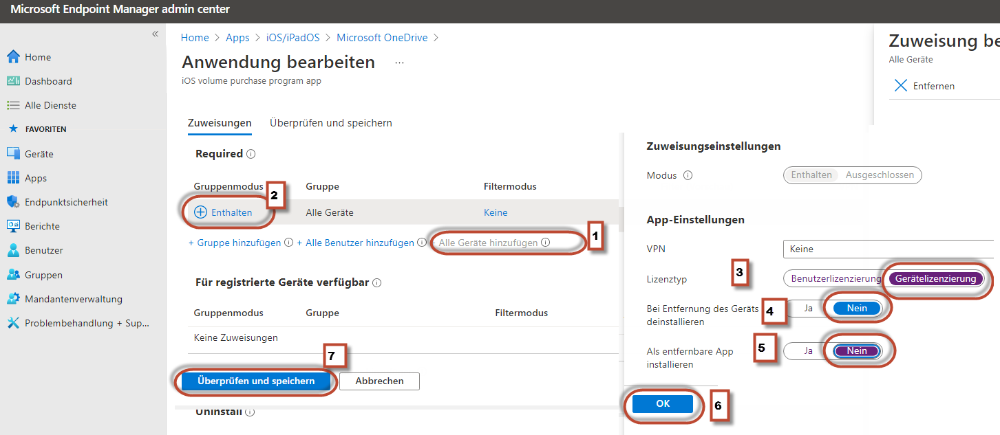 Microsoft Endpoint Manager admin center
«
Home
Dashboard
Alle Dienste
FAVORITEN
Geräte
Apps
Endpunktsicherheit
Berichte
Benutzer
Gruppen
Mandantenverwaltung
Problembehandlung + Sup...
Home > Apps > iOS/iPadOS > Microsoft OneDrive >
Anwendung bearbeiten ...
iOS volume purchase program app
Zuweisungen Überprüfen und speichern
Required
Gruppenmodus Gruppe Filtermodus
2
Enthalten Alle Geräte Keine
+ Gruppe hinzufügen + Alle Benutzer hinzufügen Alle Geräte hinzufügen
1
Für registrierte Geräte verfügbar
Gruppenmodus Gruppe Filtermodus
Keine Zuweisungen
7
Überprüfen und speichern Abbrechen
Uninstall
Zuweisung be
Alle Geräte
Entfernen
Zuweisungseinstellungen
Modus Enthalten Ausgeschlossen
App-Einstellungen
VPN Keine
Lizenztyp 3 Benutzerlizenzierung Gerätelizenzierung
Bei Entfernung des Geräts
deinstallieren
4 Ja Nein
Als entfernbare App
installieren
5 Ja Nein
OK 6